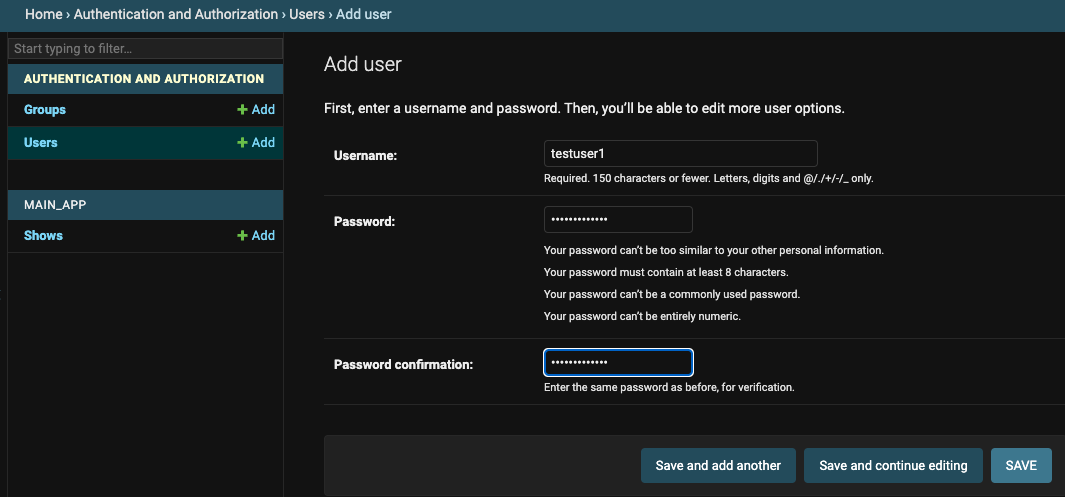 Home › Authentication and Authorization › Users › Add user
Start typing to filter...
AUTHENTICATION AND AUTHORIZATION
Groups + Add
Users + Add
MAIN_APP
Shows + Add
Add user
First, enter a username and password. Then, you’ll be able to edit more user options.
Username: testuser1
Required. 150 characters or fewer. Letters, digits and @/./+/-/_ only.
Password: •••••••••••••
Your password can’t be too similar to your other personal information.
Your password must contain at least 8 characters.
Your password can’t be a commonly used password.
Your password can’t be entirely numeric.
Password confirmation: •••••••••••••
Enter the same password as before, for verification.
Save and add another Save and continue editing SAVE